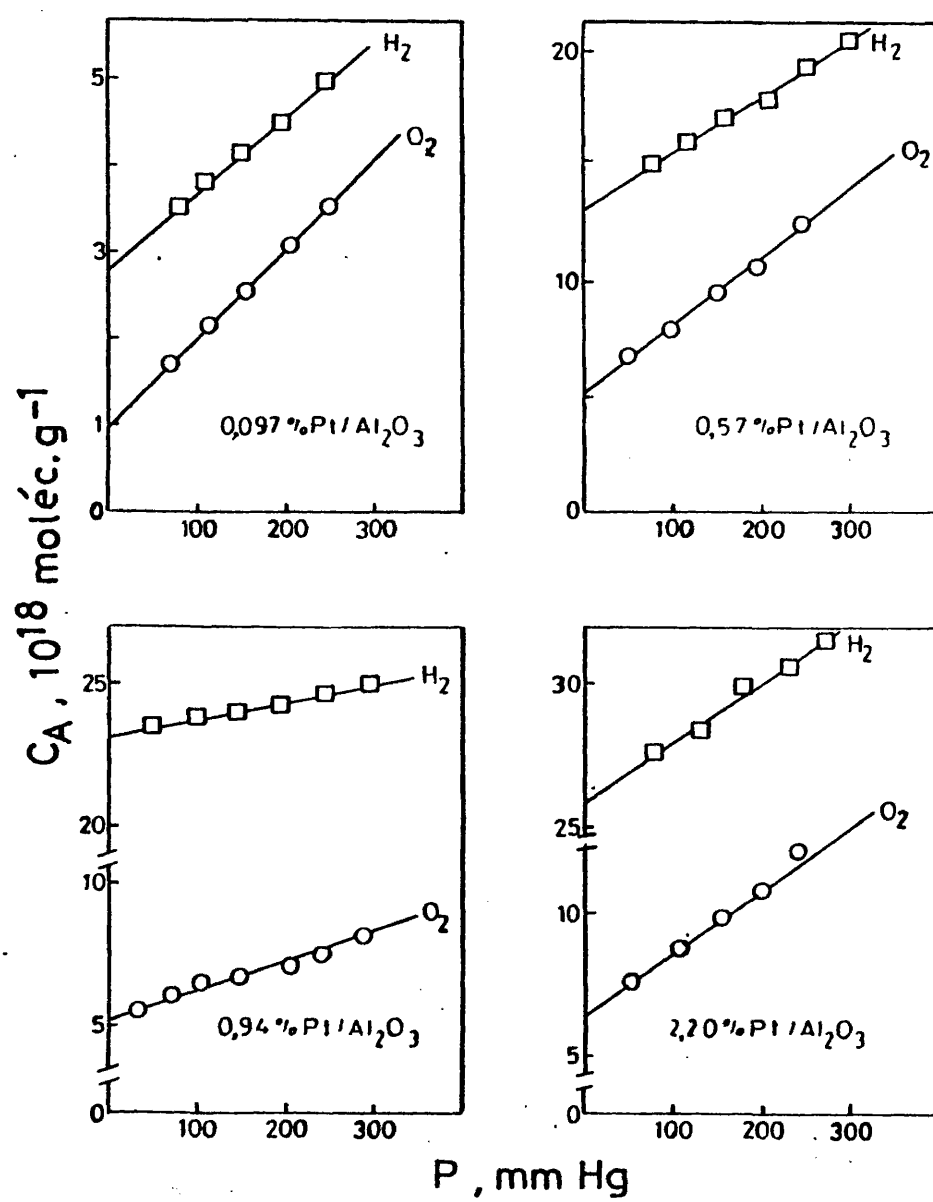 H2
O2
5
3
1
0
100 200 300
0,097 % Pt / Al2O3
H2
O2
20
10
0
100 200 300
0,57 % Pt / Al2O3
CA , 10^18 moléc.g^-1
H2
O2
25
20
10
5
0
100 200 300
0,94 % Pt / Al2O3
H2
O2
30
25
10
5
0
100 200 300
2,20 % Pt / Al2O3
P , mm Hg